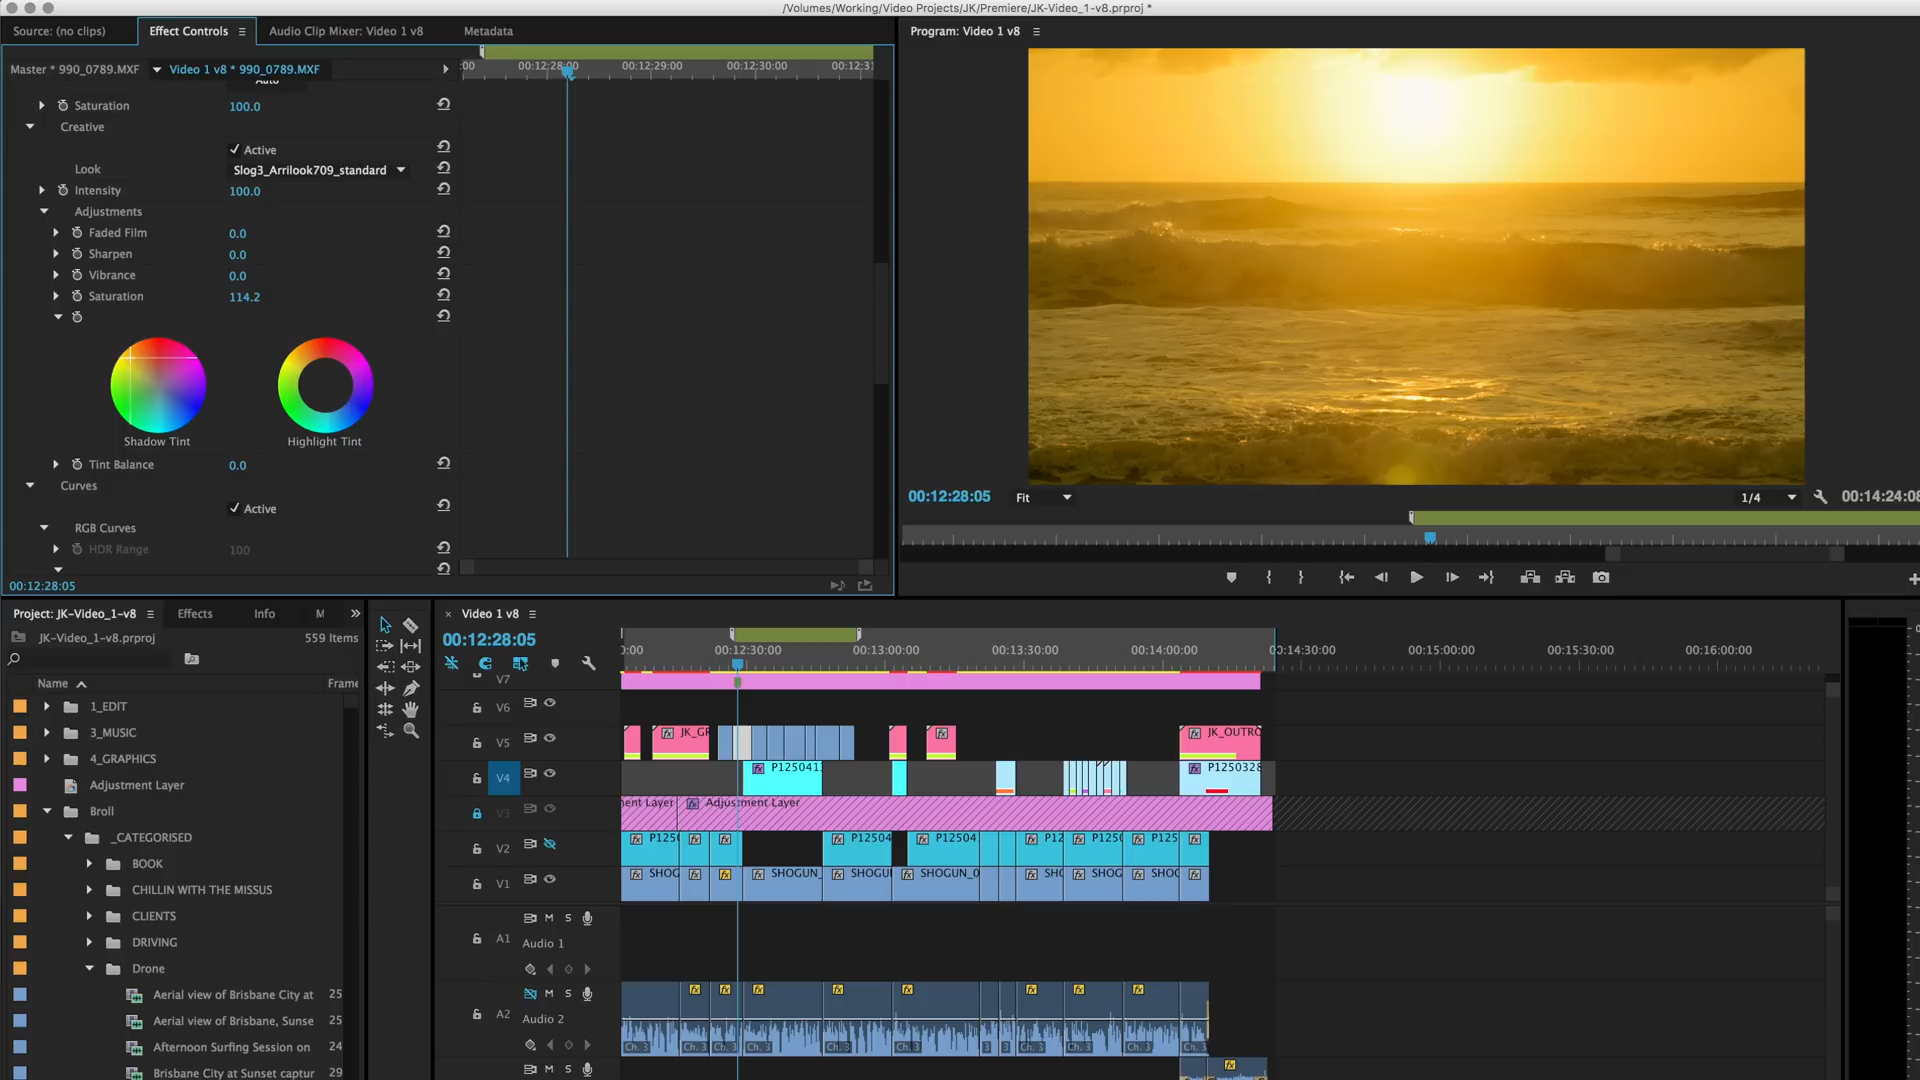 /Volumes/Working/Video Projects/JK/Premiere/JK-Video_1-v8.prproj *
Source: (no clips)
Effect Controls
Audio Clip Mixer: Video 1 v8
Metadata
Program: Video 1 v8
Master * 990_0789.MXF
Video 1 v8 * 990_0789.MXF
:00
00:12:28:00
00:12:29:00
00:12:30:00
00:12:31
Auto
Saturation
100.0
Creative
Active
Look
Slog3_Arrilook709_standard
Intensity
100.0
Adjustments
Faded Film
0.0
Sharpen
0.0
Vibrance
0.0
Saturation
114.2
Shadow Tint
Highlight Tint
Tint Balance
0.0
Curves
Active
RGB Curves
HDR Range
100
00:12:28:05
00:12:28:05
Fit
1/4
00:14:24:08
Project: JK-Video_1-v8
Effects
Info
M
JK-Video_1-v8.prproj
559 Items
Name
Frame
1_EDIT
3_MUSIC
4_GRAPHICS
Adjustment Layer
Broll
_CATEGORISED
BOOK
CHILLIN WITH THE MISSUS
CLIENTS
DRIVING
Drone
Aerial view of Brisbane City at
25
Aerial view of Brisbane, Sunse
25
Afternoon Surfing Session on
24
Brisbane City at Sunset captur
29
Video 1 v8
00:12:28:05
0:00
00:12:30:00
00:13:00:00
00:13:30:00
00:14:00:00
00:14:30:00
00:15:00:00
00:15:30:00
00:16:00:00
V7
V6
V5
JK_GR
JK_OUTRO
V4
P125041
P1250328
V3
ent Layer
Adjustment Layer
V2
P1250
P12504
P12504
P12
P1250
P125
V1
SHOG
SHOGUN_
SHOGU
SHOGUN_0
SHO
SHOG
SHOG
M
S
A1
Audio 1
M
S
A2
Audio 2
Ch. 3
Ch. 3
Ch. 3
Ch. 3
Ch. 3
Ch. 3
3
3
Ch. 3
Ch. 3
Ch. 3
Ch. 3
M
S